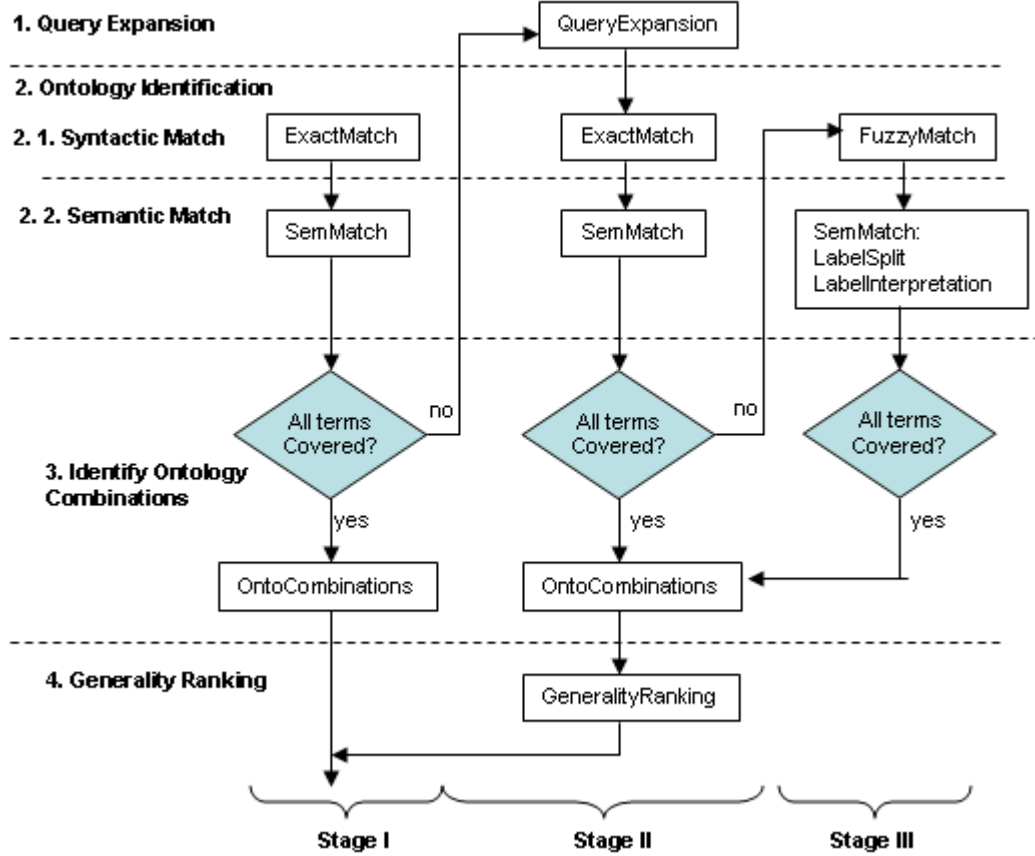 1. Query Expansion
QueryExpansion
2. Ontology Identification
2. 1. Syntactic Match
ExactMatch
ExactMatch
FuzzyMatch
2. 2. Semantic Match
SemMatch
SemMatch
SemMatch:
LabelSplit
LabelInterpretation
All terms
Covered?
no
All terms
Covered?
no
All terms
Covered?
3. Identify Ontology
Combinations
yes
yes
yes
OntoCombinations
OntoCombinations
4. Generality Ranking
GeneralityRanking
Stage I
Stage II
Stage III